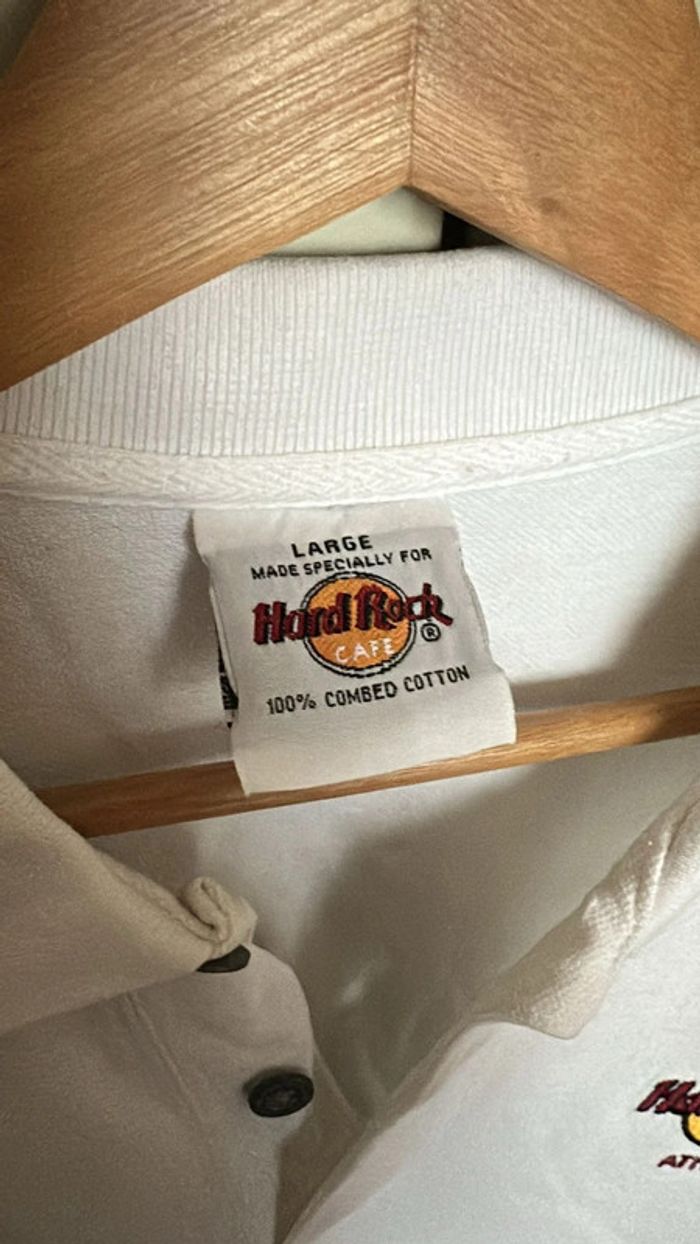 LARGE
MADE SPECIALLY FOR
Hard Rock
CAFE ®
100% COMBED COTTON